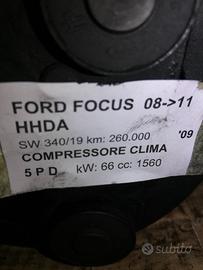 FORD FOCUS 08->11
HHDA
SW 340/19 km: 260.000 '09
COMPRESSORE CLIMA
5 P D kW: 66 cc: 1560
subito